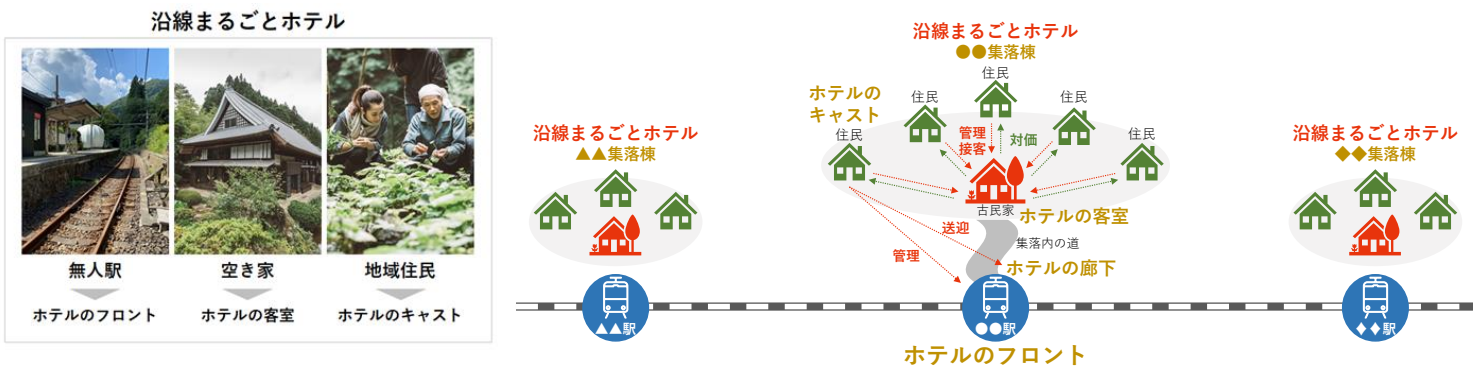 沿線まるごとホテル
無人駅
空き家
地域住民
ホテルのフロント
ホテルの客室
ホテルのキャスト
沿線まるごとホテル
▲▲集落棟
▲▲駅
沿線まるごとホテル
●●集落棟
住民
住民
住民
ホテルの
キャスト
住民
住民
管理
接客
対価
古民家
ホテルの客室
送迎
管理
集落内の道
ホテルの廊下
●●駅
ホテルのフロント
沿線まるごとホテル
◆◆集落棟
◆◆駅